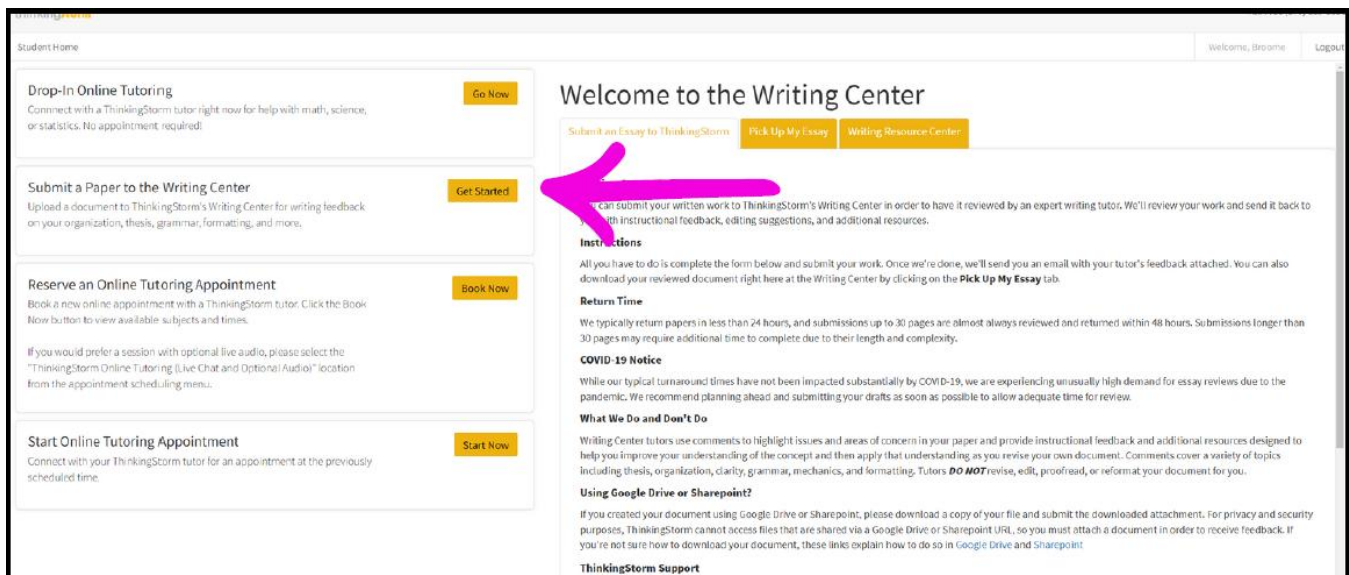 Student Home
Welcome, Broome
Logout
Drop-In Online Tutoring
Go Now
Connnect with a ThinkingStorm tutor right now for help with math, science,
or statistics. No appointment required!
Submit a Paper to the Writing Center
Get Started
Upload a document to ThinkingStorm's Writing Center for writing feedback
on your organization, thesis, grammar, formatting, and more.
Reserve an Online Tutoring Appointment
Book Now
Book a new online appointment with a ThinkingStorm tutor. Click the Book
Now button to view available subjects and times.
If you would prefer a session with optional live audio, please select the
"ThinkingStorm Online Tutoring (Live Chat and Optional Audio)" location
from the appointment scheduling menu.
Start Online Tutoring Appointment
Start Now
Connect with your ThinkingStorm tutor for an appointment at the previously
scheduled time.
Welcome to the Writing Center
Submit an Essay to ThinkingStorm
Pick Up My Essay
Writing Resource Center
can submit your written work to ThinkingStorm's Writing Center in order to have it reviewed by an expert writing tutor. We'll review your work and send it back to
with instructional feedback, editing suggestions, and additional resources.
Instructions
All you have to do is complete the form below and submit your work. Once we're done, we'll send you an email with your tutor's feedback attached. You can also
download your reviewed document right here at the Writing Center by clicking on the Pick Up My Essay tab.
Return Time
We typically return papers in less than 24 hours, and submissions up to 30 pages are almost always reviewed and returned within 48 hours. Submissions longer than
30 pages may require additional time to complete due to their length and complexity.
COVID-19 Notice
While our typical turnaround times have not been impacted substantially by COVID-19, we are experiencing unusually high demand for essay reviews due to the
pandemic. We recommend planning ahead and submitting your drafts as soon as possible to allow adequate time for review.
What We Do and Don't Do
Writing Center tutors use comments to highlight issues and areas of concern in your paper and provide instructional feedback and additional resources designed to
help you improve your understanding of the concept and then apply that understanding as you revise your own document. Comments cover a variety of topics
including thesis, organization, clarity, grammar, mechanics, and formatting. Tutors DO NOT revise, edit, proofread, or reformat your document for you.
Using Google Drive or Sharepoint?
If you created your document using Google Drive or Sharepoint, please download a copy of your file and submit the downloaded attachment. For privacy and security
purposes, ThinkingStorm cannot access files that are shared via a Google Drive or Sharepoint URL, so you must attach a document in order to receive feedback. If
you're not sure how to download your document, these links explain how to do so in Google Drive and Sharepoint
ThinkingStorm Support